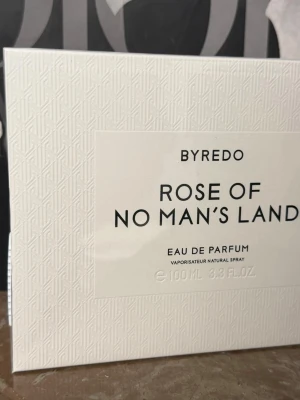 BYREDO
ROSE OF
NO MAN'S LAND
EAU DE PARFUM
VAPORISATEUR NATURAL SPRAY
℮100 ML 3.3 FL.OZ